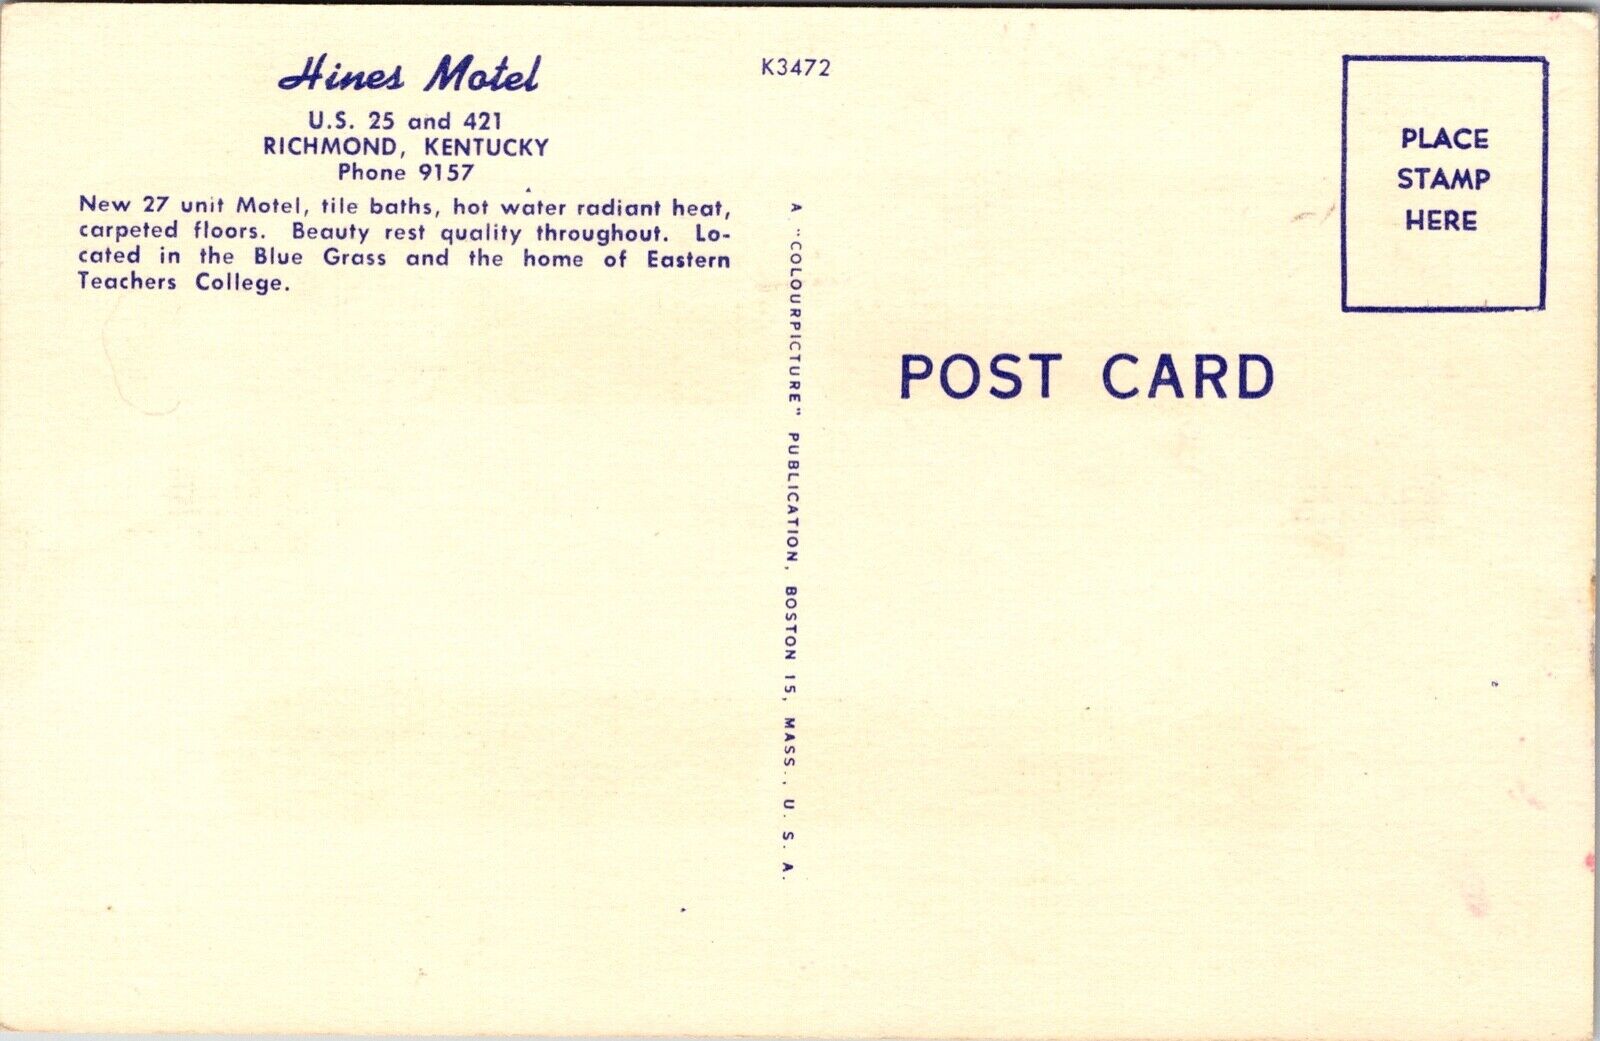 Hines Motel
U.S. 25 and 421
RICHMOND, KENTUCKY
Phone 9157
New 27 unit Motel, tile baths, hot water radiant heat,
carpeted floors. Beauty rest quality throughout. Lo-
cated in the Blue Grass and the home of Eastern
Teachers College.
K3472
A "COLOURPICTURE" PUBLICATION, BOSTON 15, MASS., U. S. A.
PLACE
STAMP
HERE
POST CARD